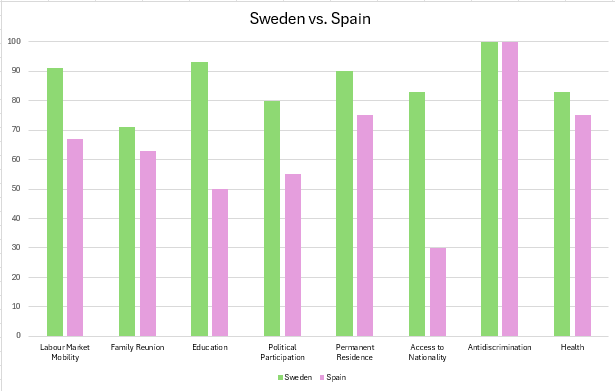 Sweden vs. Spain
100
90
80
70
60
50
40
30
20
10
0
Labour Market
Mobility
Family Reunion
Education
Political
Participation
Permanent
Residence
Access to
Nationality
Antidiscrimination
Health
Sweden Spain